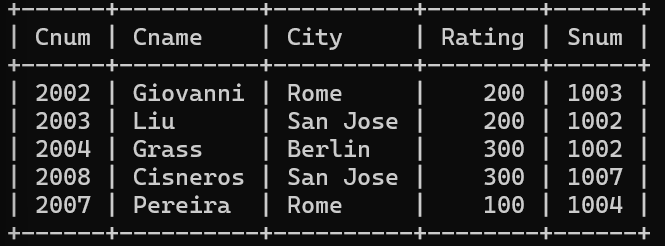 +------+----------+----------+--------+------+
| Cnum | Cname    | City     | Rating | Snum |
+------+----------+----------+--------+------+
| 2002 | Giovanni | Rome     |    200 | 1003 |
| 2003 | Liu      | San Jose |    200 | 1002 |
| 2004 | Grass    | Berlin   |    300 | 1002 |
| 2008 | Cisneros | San Jose |    300 | 1007 |
| 2007 | Pereira  | Rome     |    100 | 1004 |
+------+----------+----------+--------+------+